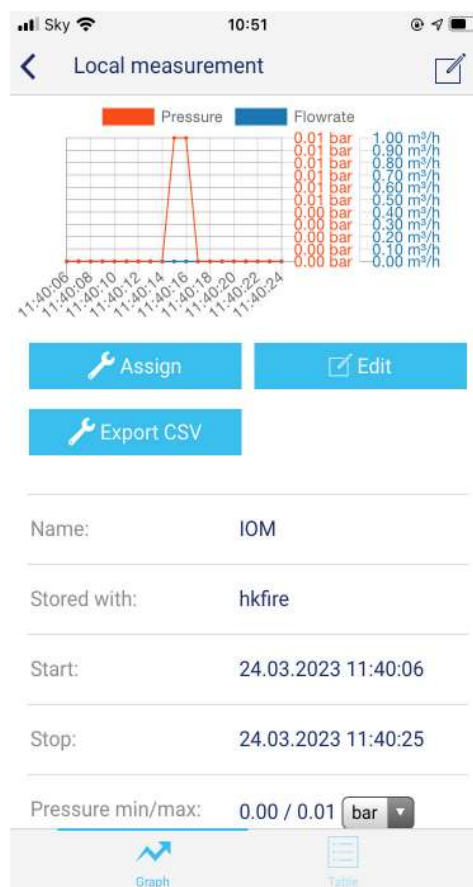 Sky 10:51
Local measurement
Pressure Flowrate
0.01 bar 1.00 m³/h
0.01 bar 0.90 m³/h
0.01 bar 0.80 m³/h
0.01 bar 0.70 m³/h
0.01 bar 0.60 m³/h
0.01 bar 0.50 m³/h
0.00 bar 0.40 m³/h
0.00 bar 0.30 m³/h
0.00 bar 0.20 m³/h
0.00 bar 0.10 m³/h
0.00 bar 0.00 m³/h
11:40:06 11:40:08 11:40:10 11:40:12 11:40:14 11:40:16 11:40:18 11:40:20 11:40:22 11:40:24
Assign Edit
Export CSV
Name: IOM
Stored with: hkfire
Start: 24.03.2023 11:40:06
Stop: 24.03.2023 11:40:25
Pressure min/max: 0.00 / 0.01 bar
Graph Table